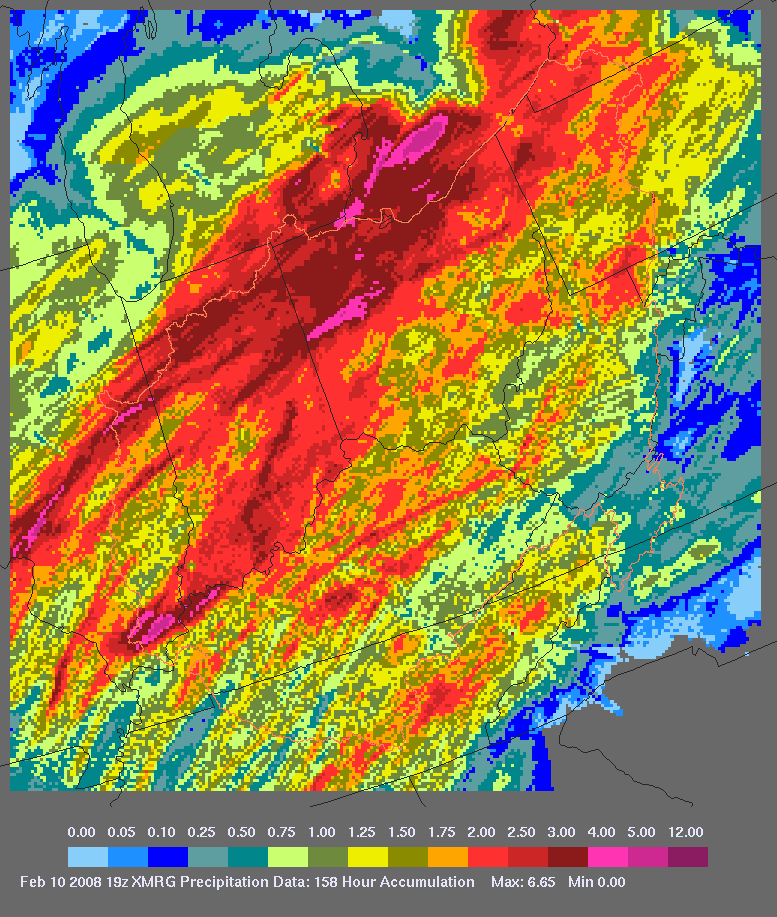 0.00 0.05 0.10 0.25 0.50 0.75 1.00 1.25 1.50 1.75 2.00 2.50 3.00 4.00 5.00 12.00
Feb 10 2008 19z XMRG Precipitation Data: 158 Hour Accumulation Max: 6.65 Min 0.00